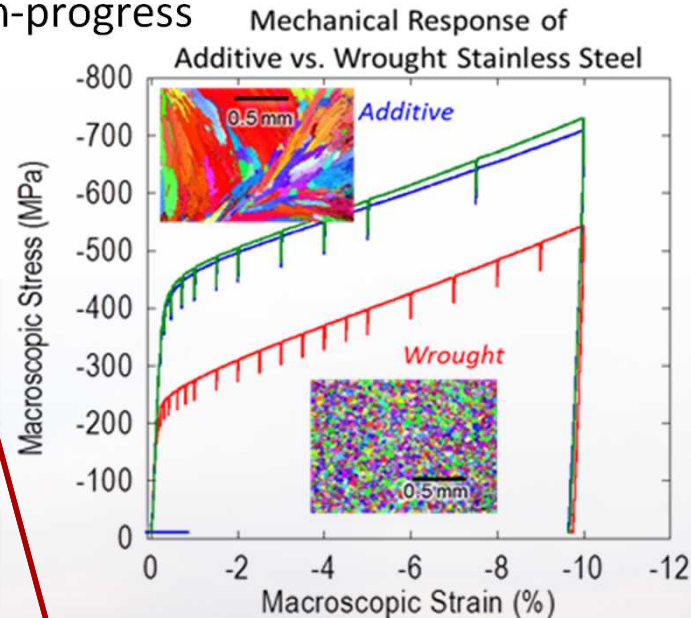 n-progress
Mechanical Response of
Additive vs. Wrought Stainless Steel
-800
-700
-600
-500
-400
-300
-200
-100
0
Macroscopic Stress (MPa)
0.5 mm
Additive
Wrought
0.5 mm
0 -2 -4 -6 -8 -10 -12
Macroscopic Strain (%)